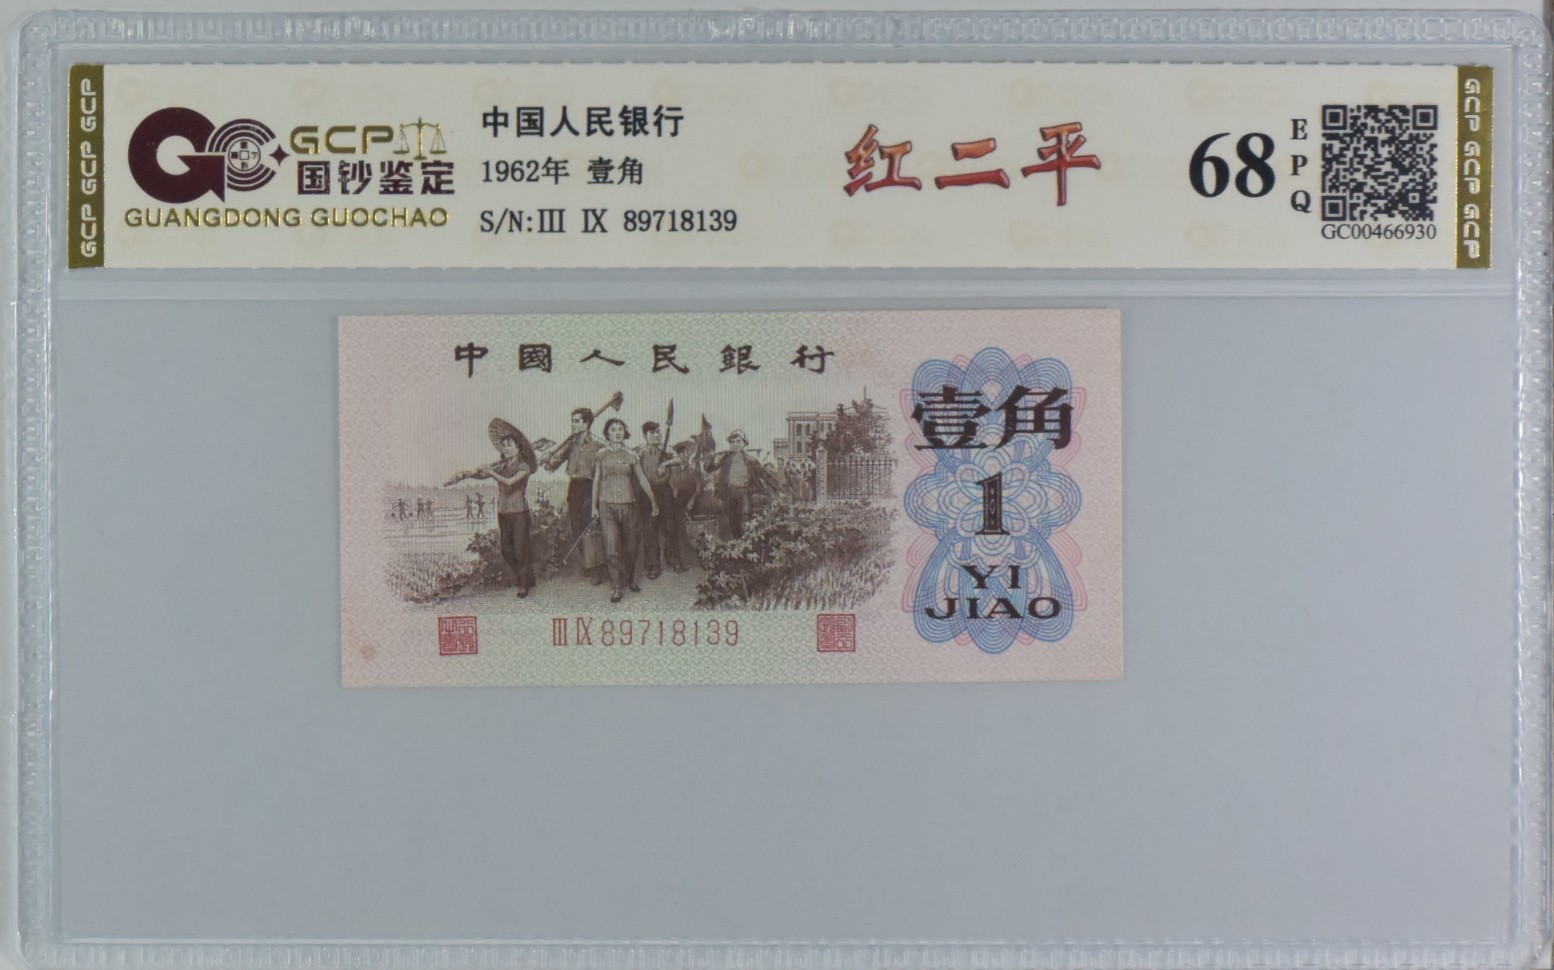 GCP GCP GCP
GCP
国钞鉴定
GUANGDONG GUOCHAO
中国人民银行
1962年 壹角
S/N:III IX 89718139
红二平
68
EPQ
GC00466930
GCP GCP GCP
中國人民銀行
壹角
1
YI
JIAO
III IX 89718139